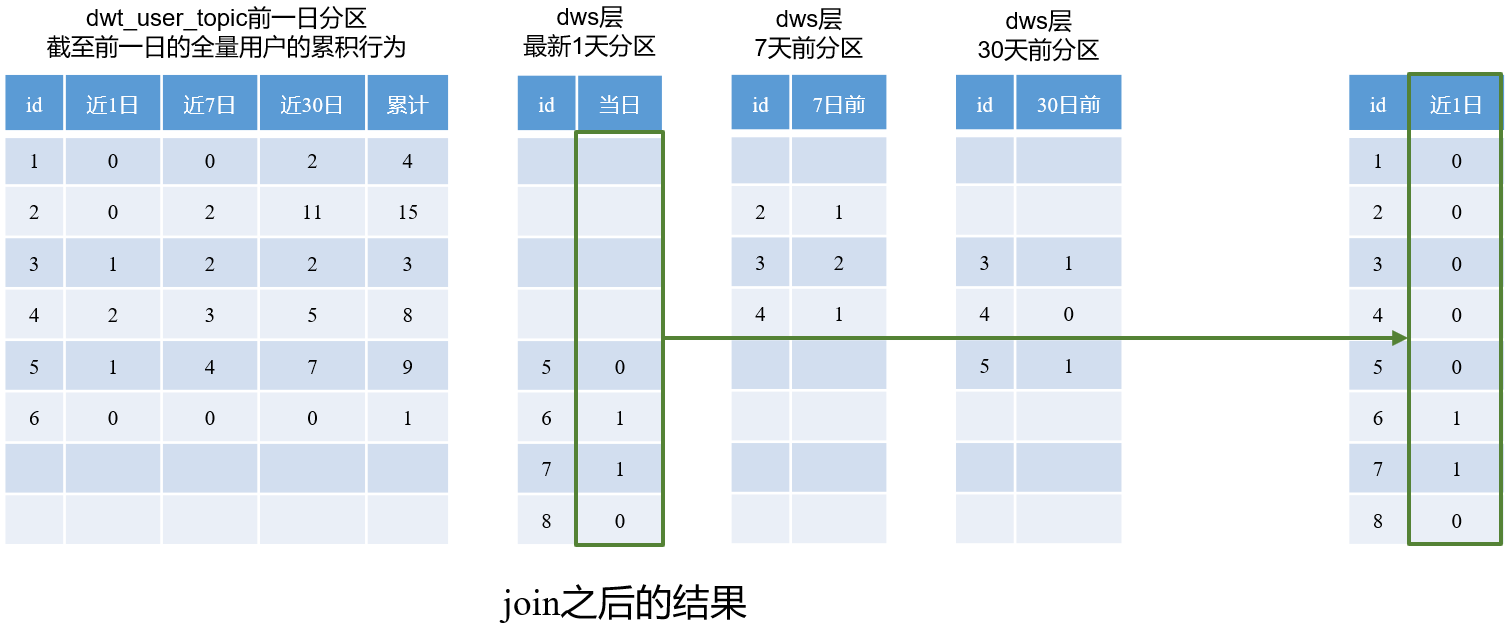 dwt_user_topic前一日分区
截至前一日的全量用户的累积行为
id 近1日 近7日 近30日 累计
1 0 0 2 4
2 0 2 11 15
3 1 2 2 3
4 2 3 5 8
5 1 4 7 9
6 0 0 0 1
dws层
最新1天分区
id 当日
5 0
6 1
7 1
8 0
dws层
7天前分区
id 7日前
2 1
3 2
4 1
dws层
30天前分区
id 30日前
3 1
4 0
5 1
id 近1日
1 0
2 0
3 0
4 0
5 0
6 1
7 1
8 0
join之后的结果